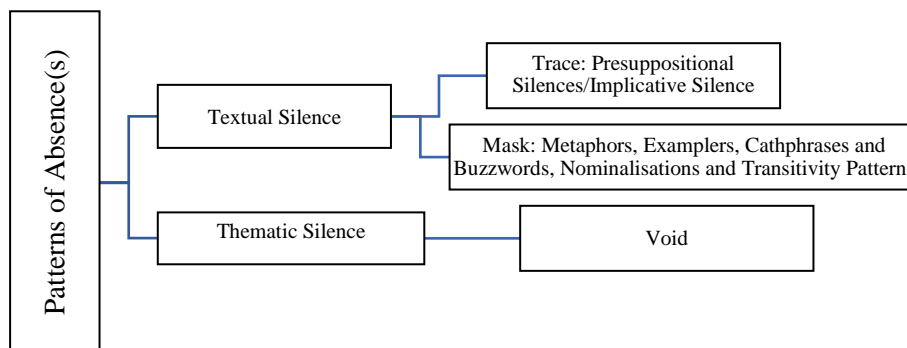 Patterns of Absence(s)
Textual Silence
Trace: Presuppositional
Silences/Implicative Silence
Mask: Metaphors, Examplers, Cathphrases and
Buzzwords, Nominalisations and Transitivity Pattern
Thematic Silence
Void